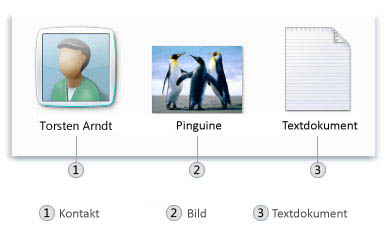 Torsten Arndt Pinguine Textdokument
1 2 3
1 Kontakt 2 Bild 3 Textdokument